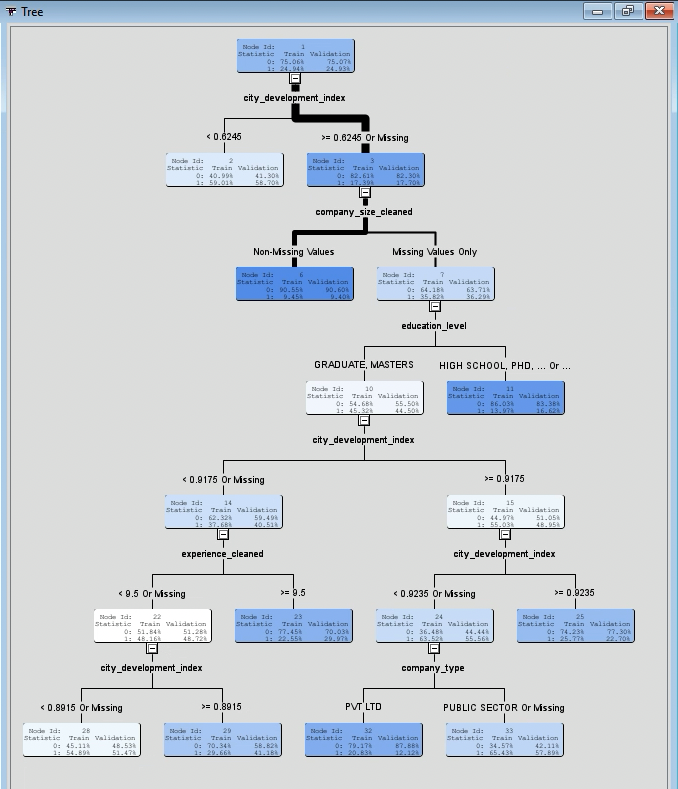 Tree
Node Id: 1
Statistic Train Validation
0: 75.06% 75.07%
1: 24.94% 24.93%
city_development_index
< 0.6245
>= 0.6245 Or Missing
Node Id: 2
Statistic Train Validation
0: 40.99% 41.30%
1: 59.01% 58.70%
Node Id: 3
Statistic Train Validation
0: 82.61% 82.30%
1: 17.39% 17.70%
company_size_cleaned
Non-Missing Values
Missing Values Only
Node Id: 6
Statistic Train Validation
0: 90.55% 90.60%
1: 9.45% 9.40%
Node Id: 7
Statistic Train Validation
0: 64.18% 63.71%
1: 35.82% 36.29%
education_level
GRADUATE, MASTERS
HIGH SCHOOL, PHD, ... Or ...
Node Id: 10
Statistic Train Validation
0: 54.68% 55.50%
1: 45.32% 44.50%
Node Id: 11
Statistic Train Validation
0: 86.03% 83.38%
1: 13.97% 16.62%
city_development_index
< 0.9175 Or Missing
>= 0.9175
Node Id: 14
Statistic Train Validation
0: 62.32% 59.49%
1: 37.68% 40.51%
Node Id: 15
Statistic Train Validation
0: 44.97% 51.05%
1: 55.03% 48.95%
experience_cleaned
city_development_index
< 9.5 Or Missing
>= 9.5
< 0.9235 Or Missing
>= 0.9235
Node Id: 22
Statistic Train Validation
0: 51.84% 51.28%
1: 48.16% 48.72%
Node Id: 23
Statistic Train Validation
0: 77.45% 70.03%
1: 22.55% 29.97%
Node Id: 24
Statistic Train Validation
0: 36.48% 44.44%
1: 63.52% 55.56%
Node Id: 25
Statistic Train Validation
0: 74.23% 77.30%
1: 25.77% 22.70%
city_development_index
company_type
< 0.8915 Or Missing
>= 0.8915
PVT LTD
PUBLIC SECTOR Or Missing
Node Id: 28
Statistic Train Validation
0: 45.11% 48.53%
1: 54.89% 51.47%
Node Id: 29
Statistic Train Validation
0: 70.34% 58.82%
1: 29.66% 41.18%
Node Id: 32
Statistic Train Validation
0: 79.17% 87.88%
1: 20.83% 12.12%
Node Id: 33
Statistic Train Validation
0: 34.57% 42.11%
1: 65.43% 57.89%